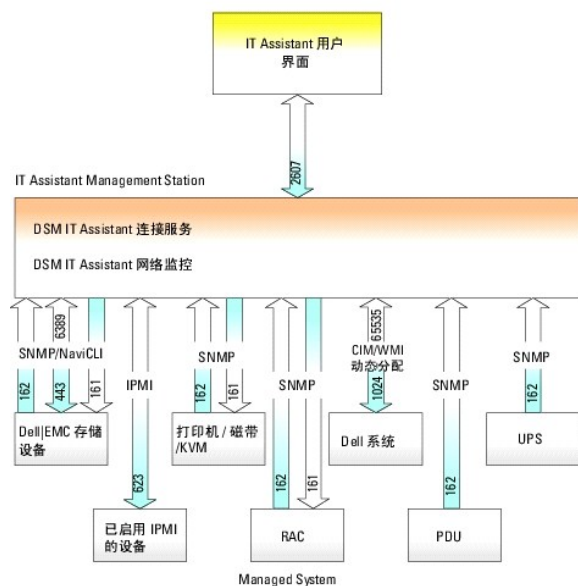 IT Assistant 用户
界面
2607
IT Assistant Management Station
DSM IT Assistant 连接服务
DSM IT Assistant 网络监控
6389
65535
SNMP/NaviCLI
IPMI
SNMP
SNMP
CIM/WMI
动态分配
SNMP
SNMP
162
443
161
162
161
1024
162
Dell|EMC 存储
设备
打印机 / 磁带
/KVM
Dell 系统
UPS
623
162
161
162
已启用 IPMI
的设备
RAC
PDU
Managed System